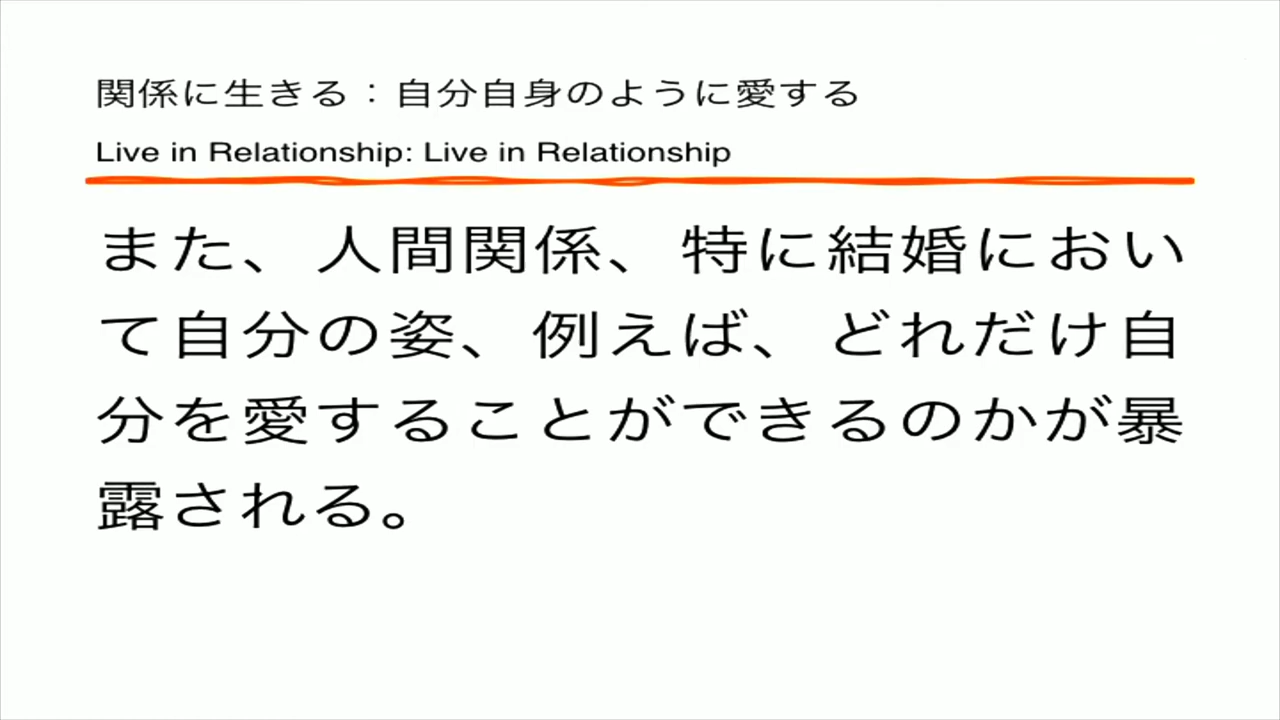 関係に生きる：自分自身のように愛する
Live in Relationship: Live in Relationship
また、人間関係、特に結婚におい
て自分の姿、例えば、どれだけ自
分を愛することができるのかが暴
露される。